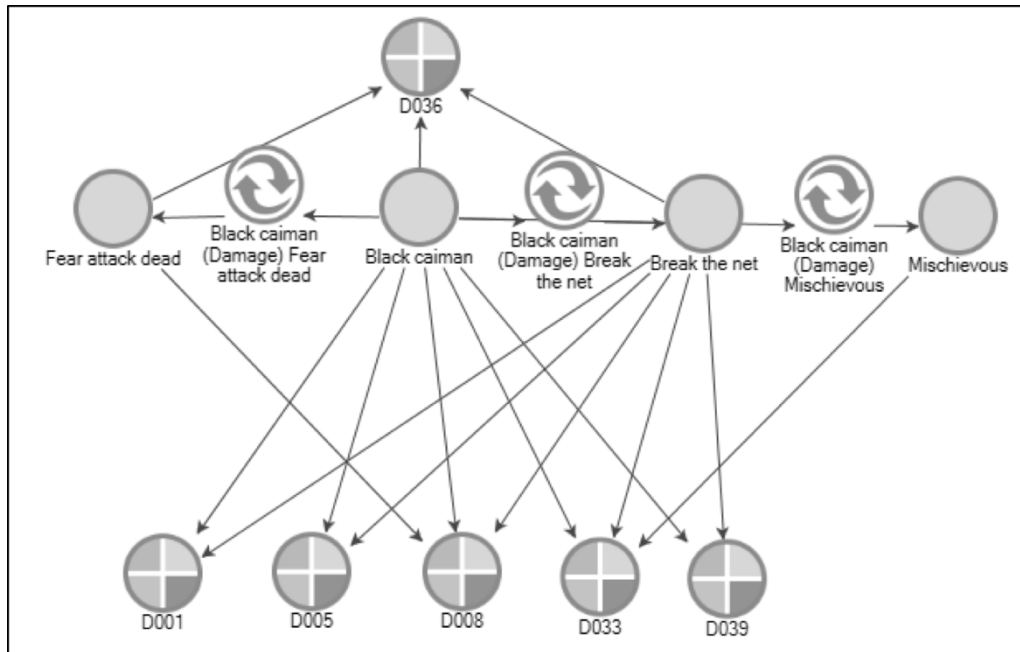 D036
Fear attack dead
Black caiman
(Damage) Fear
attack dead
Black caiman
Black caiman
(Damage) Break
the net
Break the net
Black caiman
(Damage)
Mischievous
Mischievous
D001
D005
D008
D033
D039